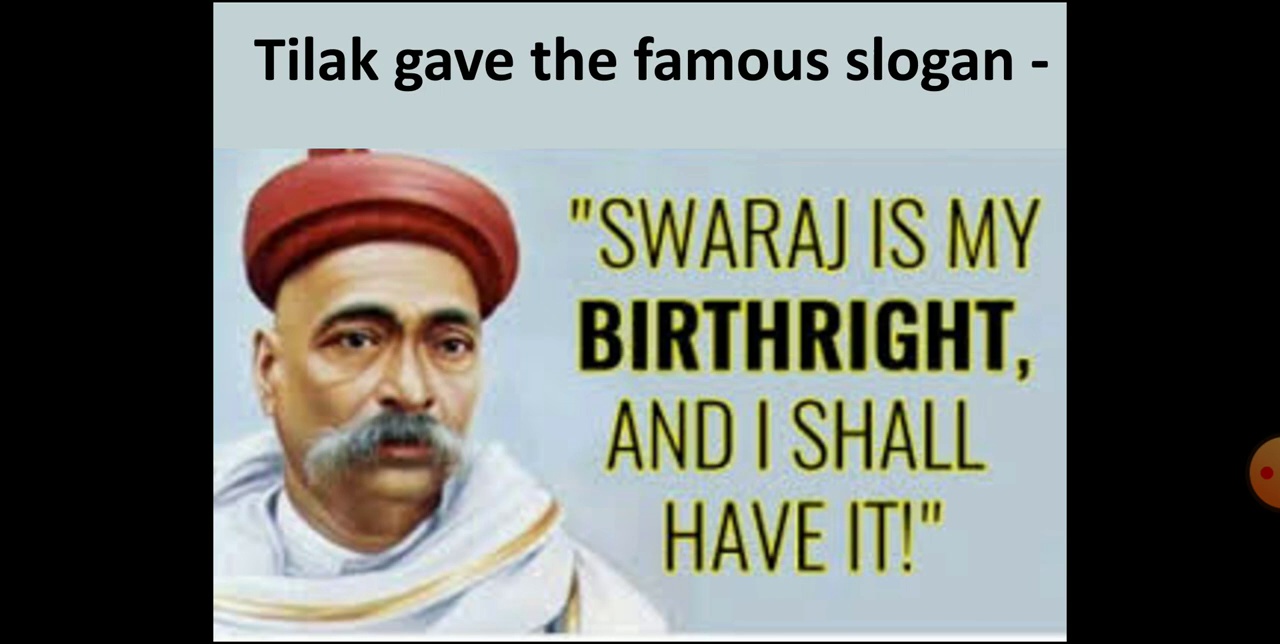 Tilak gave the famous slogan -
"SWARAJ IS MY
BIRTHRIGHT,
AND I SHALL
HAVE IT!"